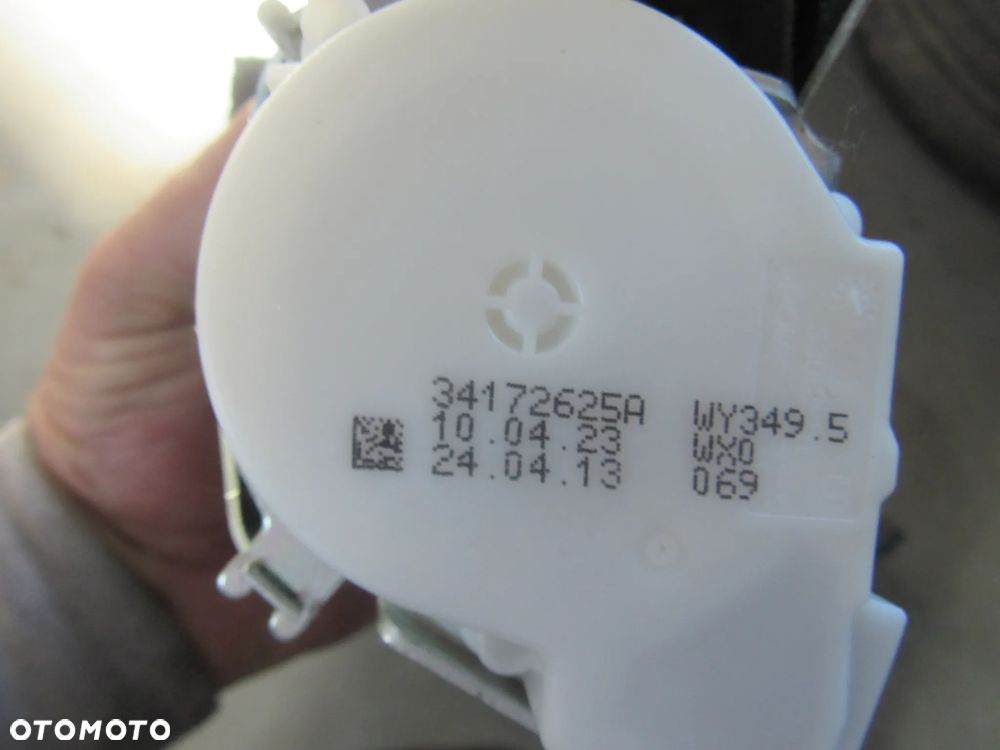 34172625A
10.04.23
24.04.13
WY349.5
WX0
069
OTOMOTO